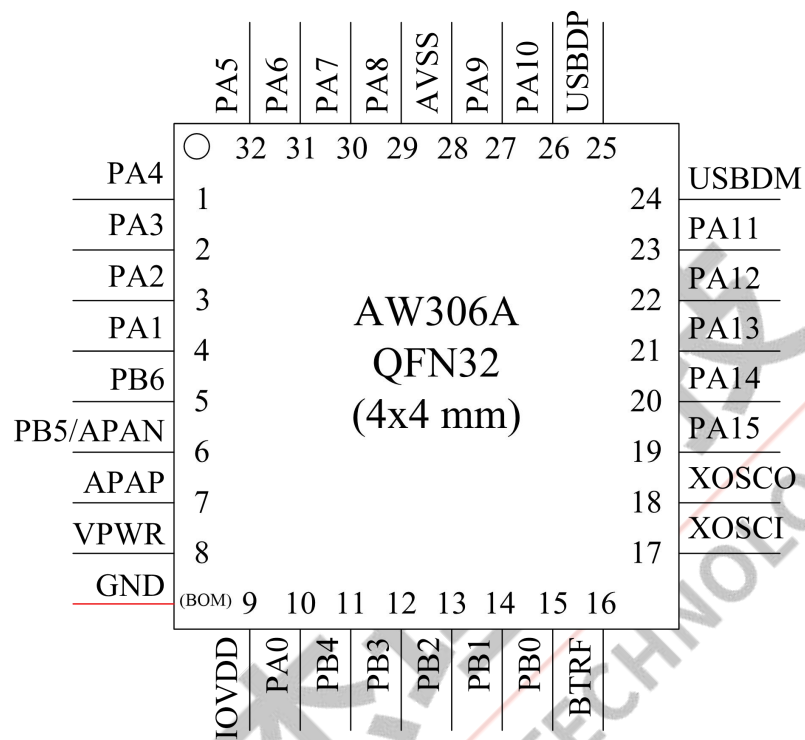 PA5 PA6 PA7 PA8 AVSS PA9 PA10 USBDP
32 31 30 29 28 27 26 25
PA4 1
PA3 2
PA2 3
PA1 4
PB6 5
PB5/APAN 6
APAP 7
VPWR 8
GND (BOM)
AW306A
QFN32
(4x4 mm)
24 USBDM
23 PA11
22 PA12
21 PA13
20 PA14
19 PA15
18 XOSCO
17 XOSCI
9 10 11 12 13 14 15 16
IOVDD PA0 PB4 PB3 PB2 PB1 PB0 BTRF